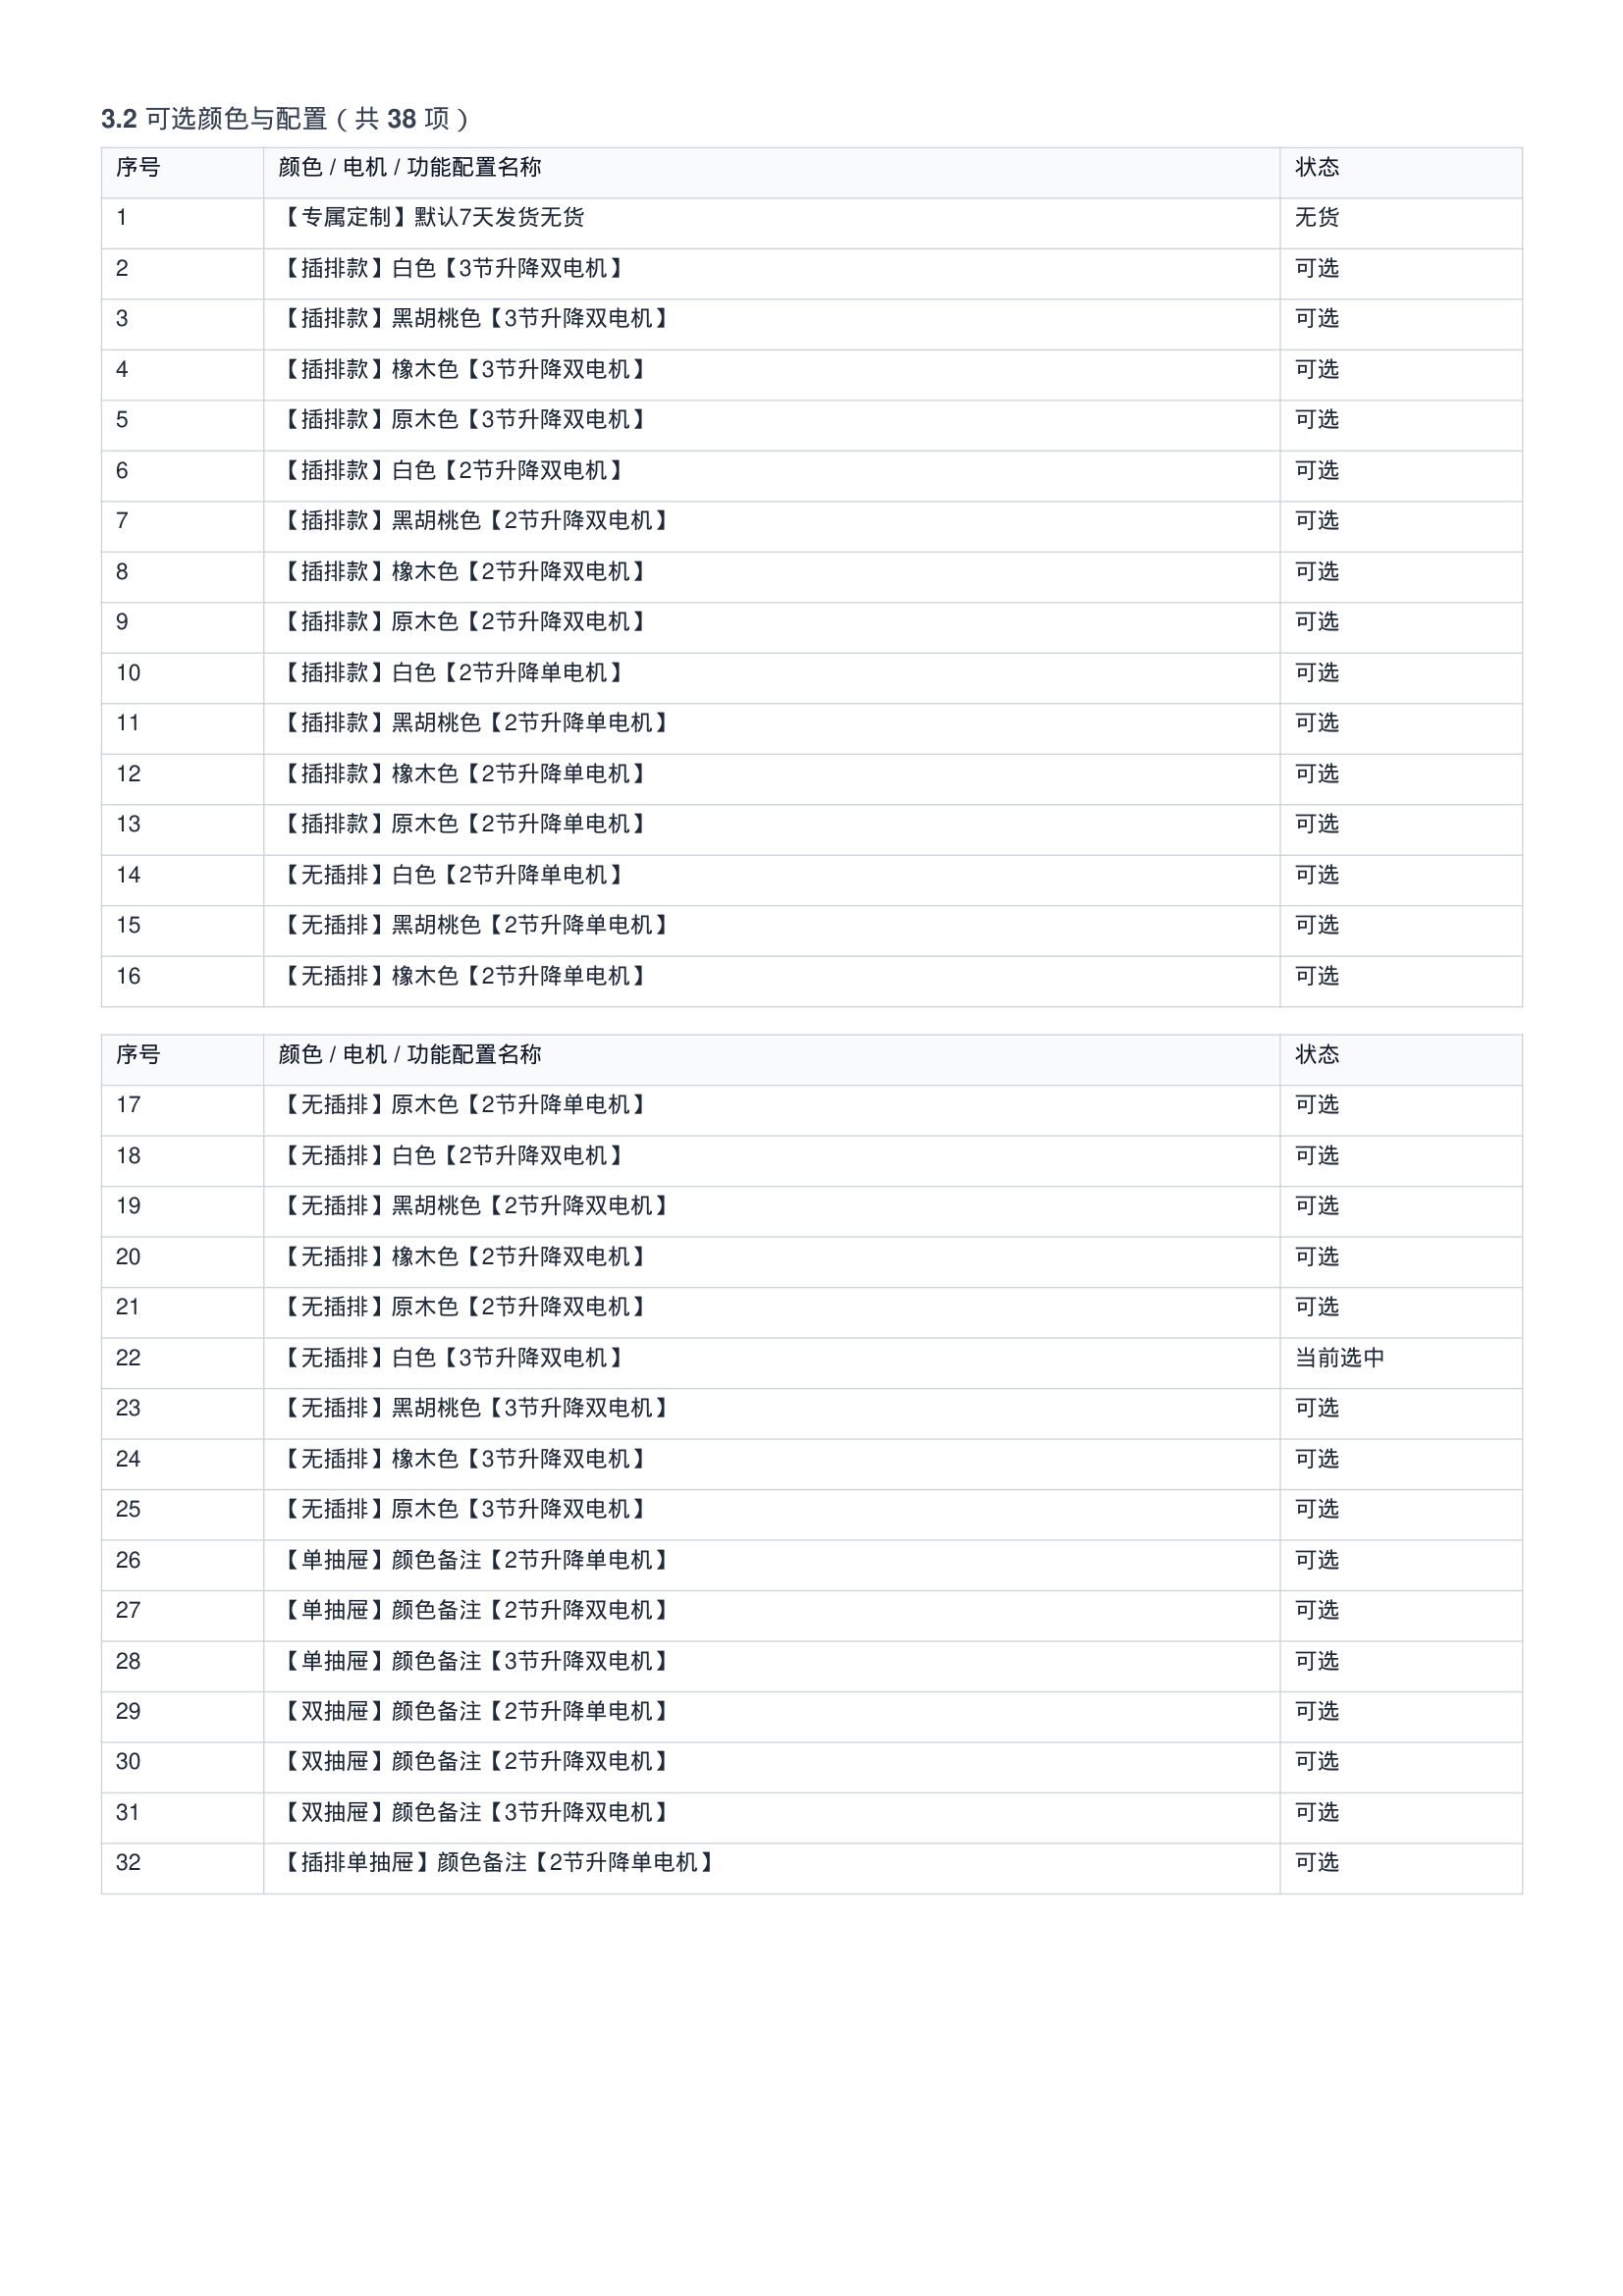 3.2 可选颜色与配置（共 38 项）
序号 颜色 / 电机 / 功能配置名称 状态
1 【专属定制】默认7天发货无货 无货
2 【插排款】白色【3节升降双电机】 可选
3 【插排款】黑胡桃色【3节升降双电机】 可选
4 【插排款】橡木色【3节升降双电机】 可选
5 【插排款】原木色【3节升降双电机】 可选
6 【插排款】白色【2节升降双电机】 可选
7 【插排款】黑胡桃色【2节升降双电机】 可选
8 【插排款】橡木色【2节升降双电机】 可选
9 【插排款】原木色【2节升降双电机】 可选
10 【插排款】白色【2节升降单电机】 可选
11 【插排款】黑胡桃色【2节升降单电机】 可选
12 【插排款】橡木色【2节升降单电机】 可选
13 【插排款】原木色【2节升降单电机】 可选
14 【无插排】白色【2节升降单电机】 可选
15 【无插排】黑胡桃色【2节升降单电机】 可选
16 【无插排】橡木色【2节升降单电机】 可选
序号 颜色 / 电机 / 功能配置名称 状态
17 【无插排】原木色【2节升降单电机】 可选
18 【无插排】白色【2节升降双电机】 可选
19 【无插排】黑胡桃色【2节升降双电机】 可选
20 【无插排】橡木色【2节升降双电机】 可选
21 【无插排】原木色【2节升降双电机】 可选
22 【无插排】白色【3节升降双电机】 当前选中
23 【无插排】黑胡桃色【3节升降双电机】 可选
24 【无插排】橡木色【3节升降双电机】 可选
25 【无插排】原木色【3节升降双电机】 可选
26 【单抽屉】颜色备注【2节升降单电机】 可选
27 【单抽屉】颜色备注【2节升降双电机】 可选
28 【单抽屉】颜色备注【3节升降双电机】 可选
29 【双抽屉】颜色备注【2节升降单电机】 可选
30 【双抽屉】颜色备注【2节升降双电机】 可选
31 【双抽屉】颜色备注【3节升降双电机】 可选
32 【插排单抽屉】颜色备注【2节升降单电机】 可选